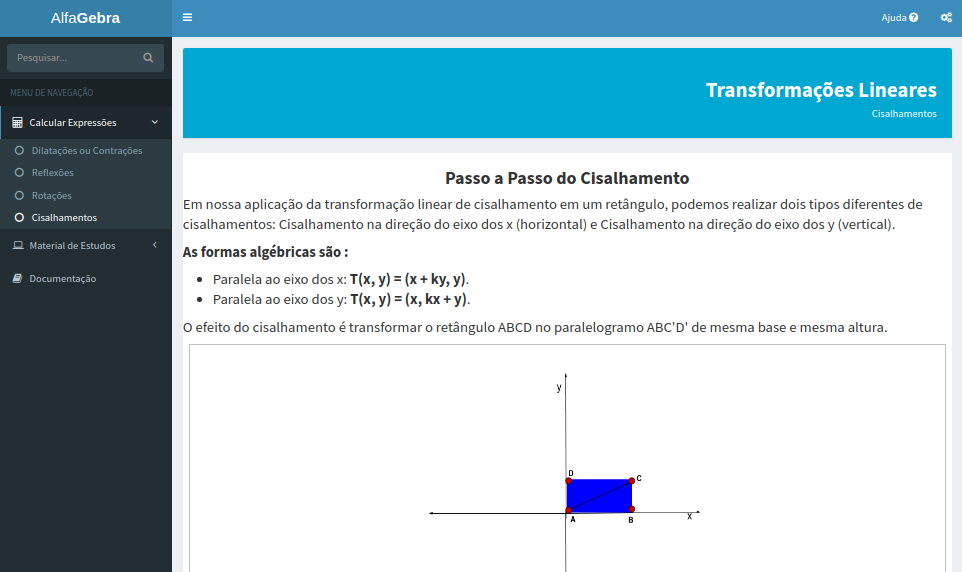 AlfaGebra
Ajuda
Pesquisar...
MENU DE NAVEGAÇÃO
Calcular Expressões
Dilatações ou Contrações
Reflexões
Rotações
Cisalhamentos
Material de Estudos
Documentação
Transformações Lineares
Cisalhamentos
Passo a Passo do Cisalhamento
Em nossa aplicação da transformação linear de cisalhamento em um retângulo, podemos realizar dois tipos diferentes de
cisalhamentos: Cisalhamento na direção do eixo dos x (horizontal) e Cisalhamento na direção do eixo dos y (vertical).
As formas algébricas são :
Paralela ao eixo dos x: T(x, y) = (x + ky, y).
Paralela ao eixo dos y: T(x, y) = (x, kx + y).
O efeito do cisalhamento é transformar o retângulo ABCD no paralelogramo ABC'D' de mesma base e mesma altura.
y
D
C
A
B
x